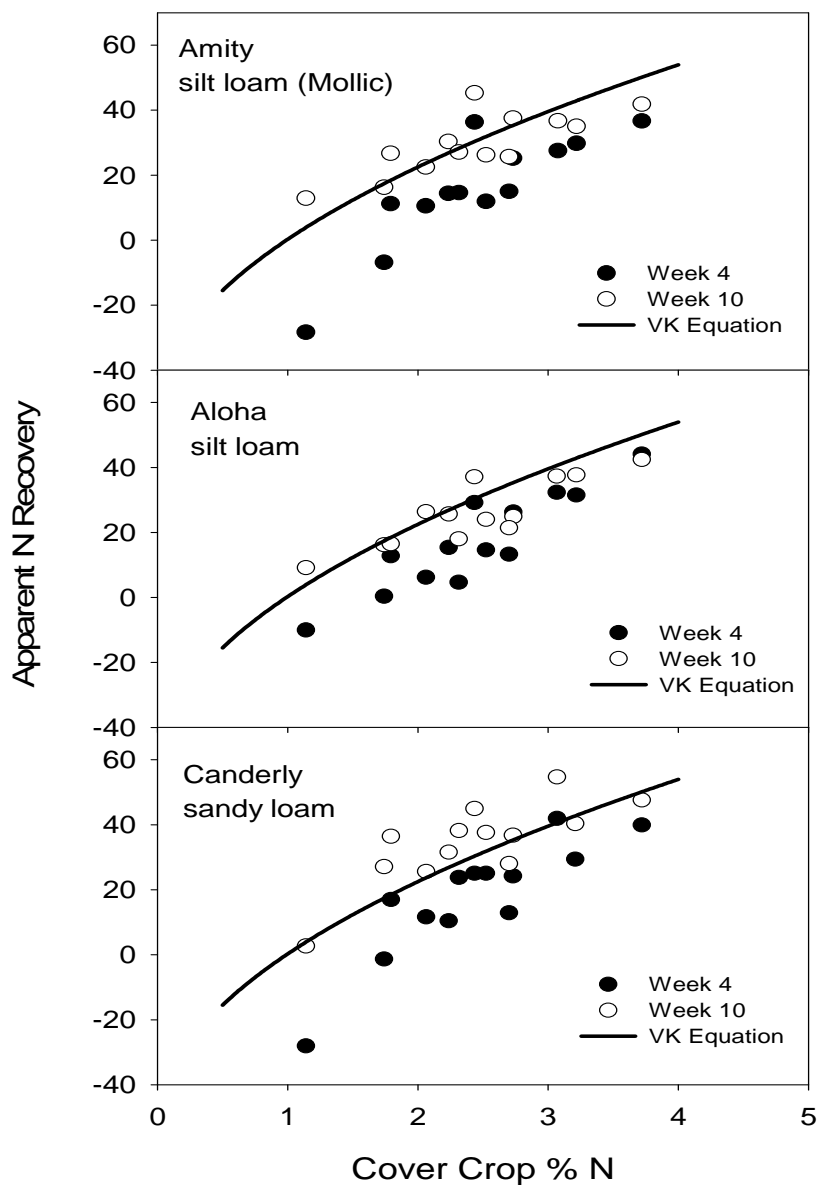 Apparent N Recovery
60
40
20
0
-20
-40
Amity
silt loam (Mollic)
Week 4
Week 10
VK Equation
60
40
20
0
-20
-40
Aloha
silt loam
Week 4
Week 10
VK Equation
60
40
20
0
-20
-40
Canderly
sandy loam
Week 4
Week 10
VK Equation
0 1 2 3 4 5
Cover Crop % N